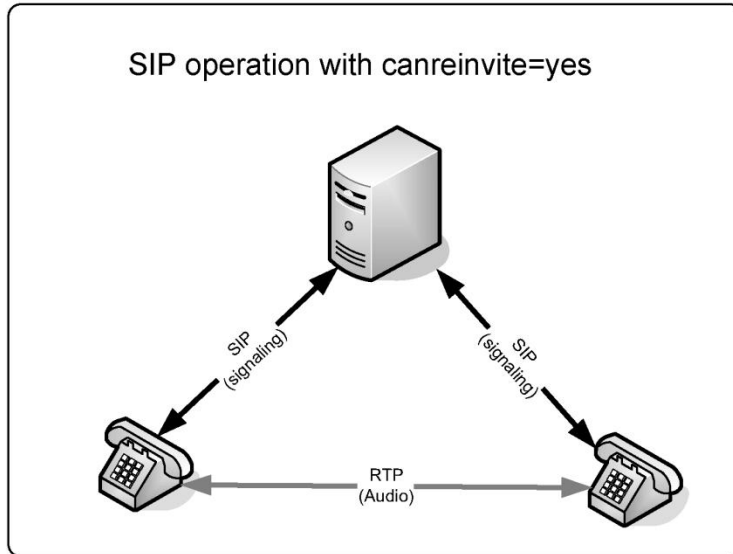 SIP operation with canreinvite=yes
SIP
(signaling)
SIP
(signaling)
RTP
(Audio)